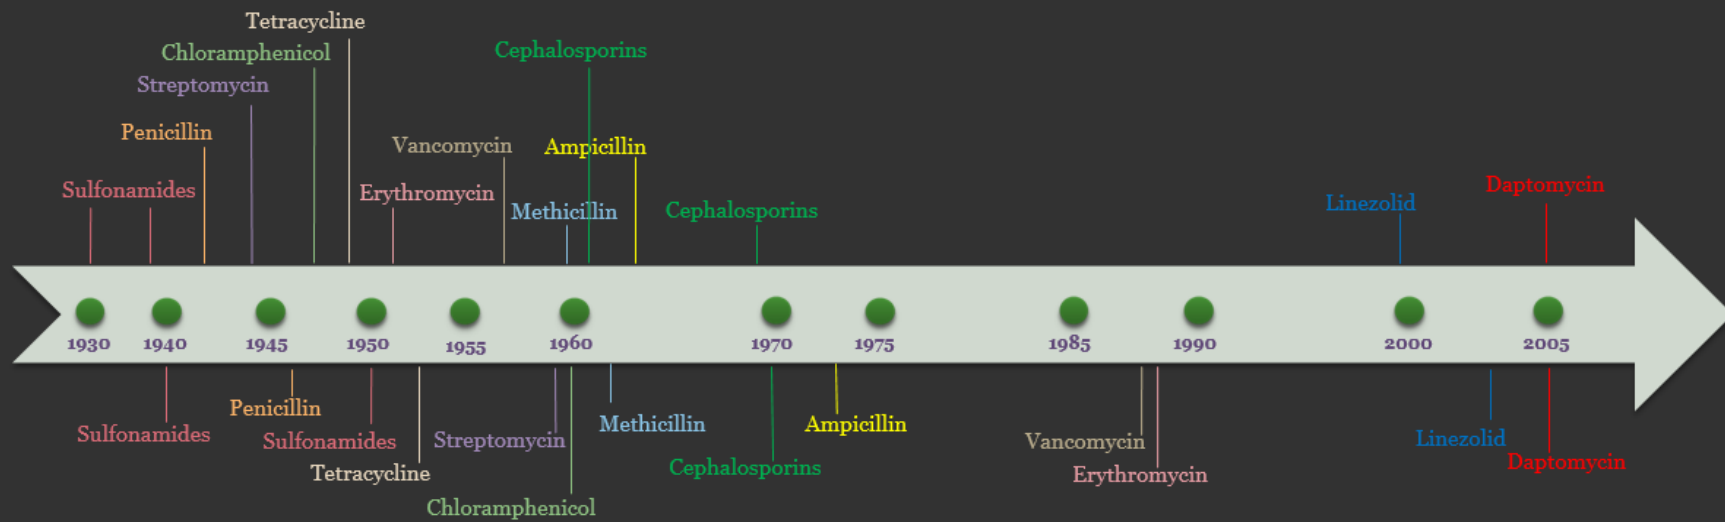 Tetracycline
Chloramphenicol
Cephalosporins
Streptomycin
Penicillin
Vancomycin
Ampicillin
Sulfonamides
Erythromycin
Methicillin
Cephalosporins
Linezolid
Daptomycin
1930 1940 1945 1950 1955 1960 1970 1975 1985 1990 2000 2005
Penicillin
Sulfonamides
Sulfonamides
Streptomycin
Methicillin
Ampicillin
Vancomycin
Linezolid
Tetracycline
Cephalosporins
Erythromycin
Daptomycin
Chloramphenicol